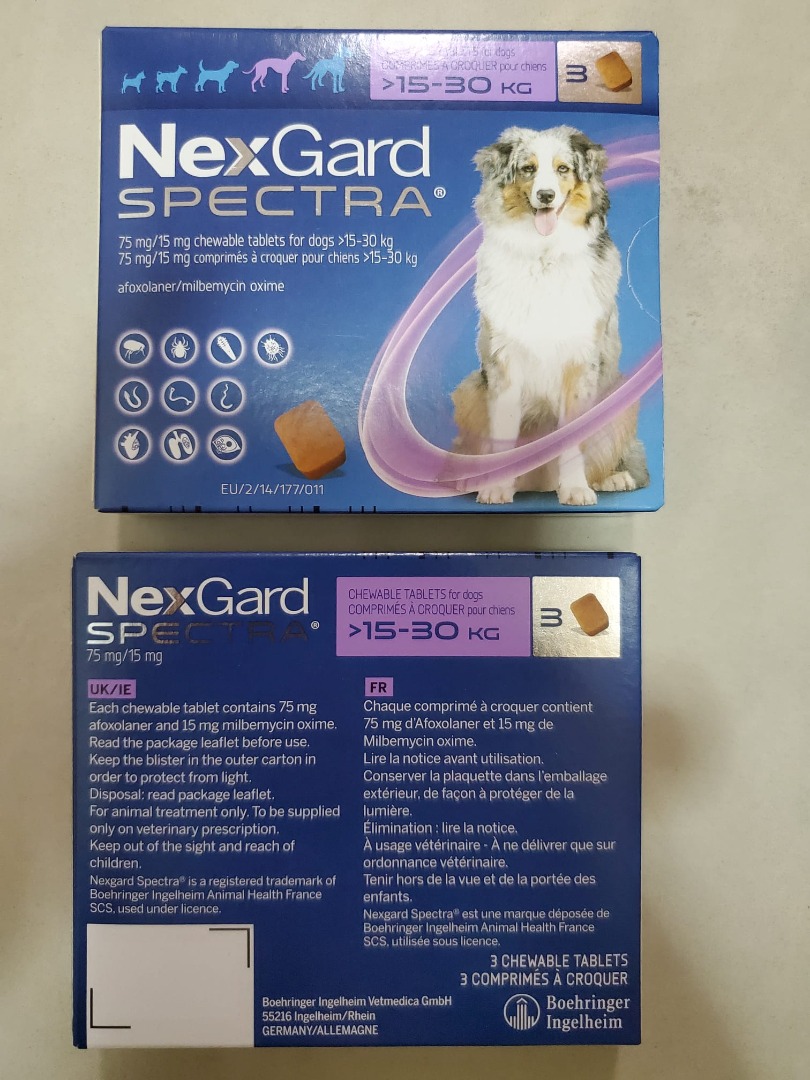 COMPRIMÉS À CROQUER pour chiens
>15-30 KG
3
NexGard
SPECTRA®
75 mg/15 mg chewable tablets for dogs >15-30 kg
75 mg/15 mg comprimés à croquer pour chiens >15-30 kg
afoxolaner/milbemycin oxime
EU/2/14/177/011
NexGard
SPECTRA®
75 mg/15 mg
CHEWABLE TABLETS for dogs
COMPRIMÉS À CROQUER pour chiens
>15-30 KG
3
UK/IE
Each chewable tablet contains 75 mg
afoxolaner and 15 mg milbemycin oxime.
Read the package leaflet before use.
Keep the blister in the outer carton in
order to protect from light.
Disposal: read package leaflet.
For animal treatment only. To be supplied
only on veterinary prescription.
Keep out of the sight and reach of
children.
Nexgard Spectra® is a registered trademark of
Boehringer Ingelheim Animal Health France
SCS, used under licence.
FR
Chaque comprimé à croquer contient
75 mg d'Afoxolaner et 15 mg de
Milbemycin oxime.
Lire la notice avant utilisation.
Conserver la plaquette dans l'emballage
extérieur, de façon à protéger de la
lumière.
Élimination : lire la notice.
À usage vétérinaire - À ne délivrer que sur
ordonnance vétérinaire.
Tenir hors de la vue et de la portée des
enfants.
Nexgard Spectra® est une marque déposée de
Boehringer Ingelheim Animal Health France
SCS, utilisée sous licence.
3 CHEWABLE TABLETS
3 COMPRIMÉS À CROQUER
Boehringer Ingelheim Vetmedica GmbH
55216 Ingelheim/Rhein
GERMANY/ALLEMAGNE
Boehringer
Ingelheim